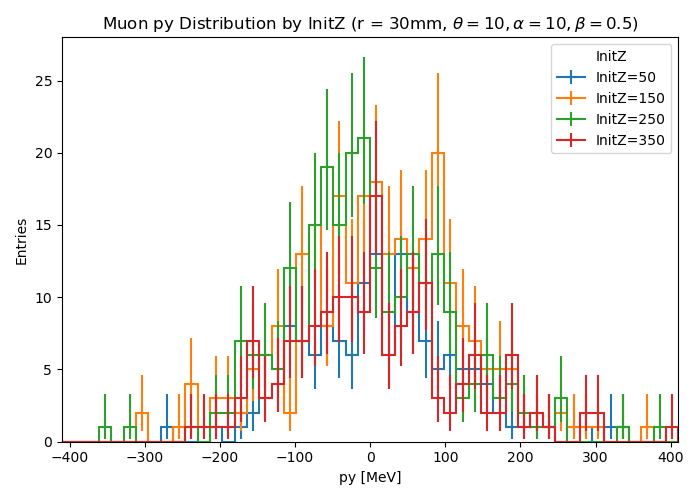 Muon py Distribution by InitZ (r = 30mm, θ = 10, α = 10, β = 0.5)
InitZ
InitZ=50
InitZ=150
InitZ=250
InitZ=350
Entries
25
20
15
10
5
0
−400 −300 −200 −100 0 100 200 300 400
py [MeV]